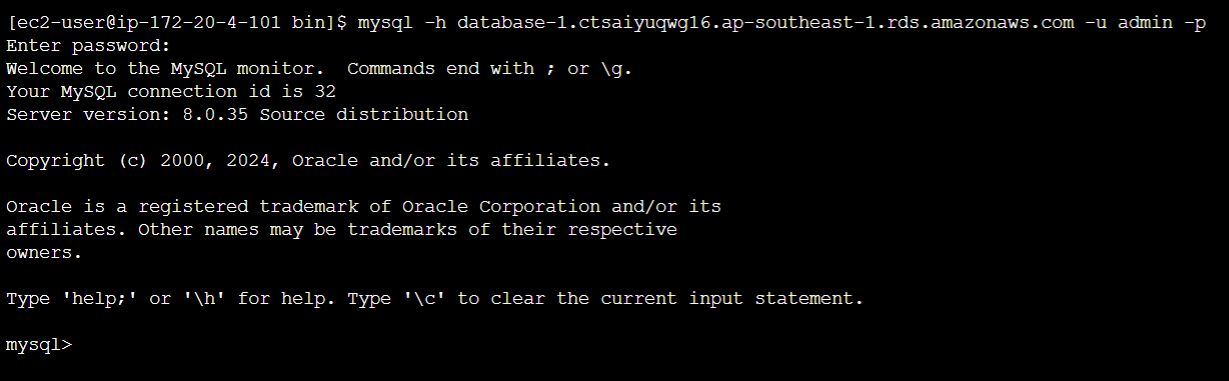 [ec2-user@ip-172-20-4-101 bin]$ mysql -h database-1.ctsaiyuqwg16.ap-southeast-1.rds.amazonaws.com -u admin -p
Enter password:
Welcome to the MySQL monitor.  Commands end with ; or \g.
Your MySQL connection id is 32
Server version: 8.0.35 Source distribution
Copyright (c) 2000, 2024, Oracle and/or its affiliates.
Oracle is a registered trademark of Oracle Corporation and/or its
affiliates. Other names may be trademarks of their respective
owners.
Type 'help;' or '\h' for help. Type '\c' to clear the current input statement.
mysql>